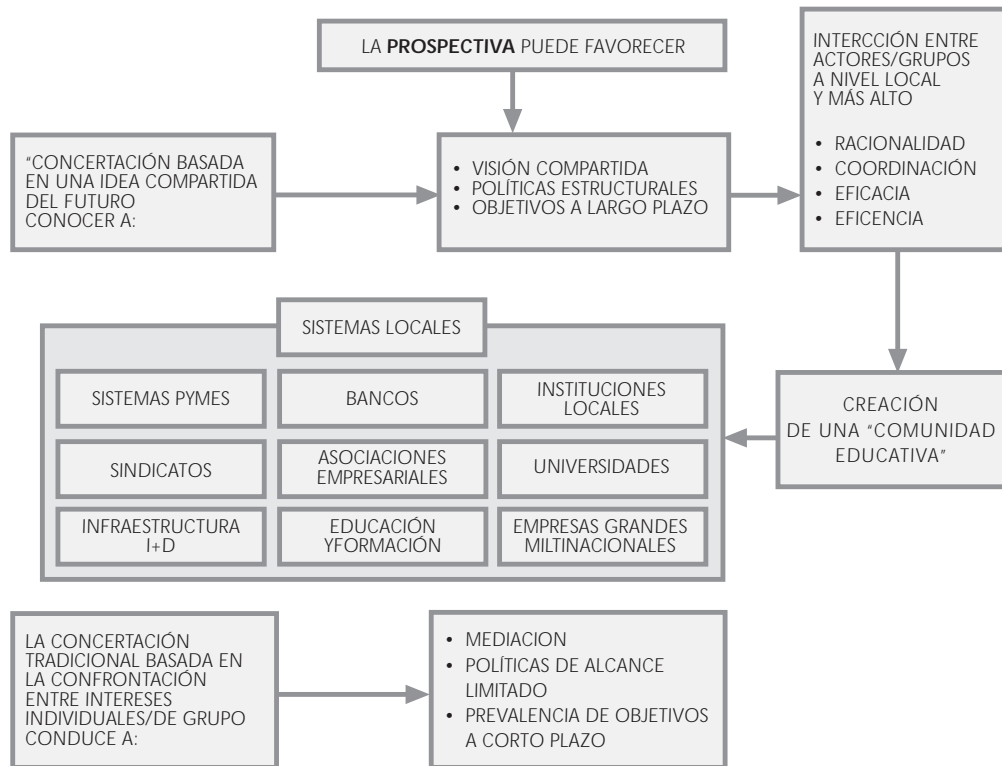 LA PROSPECTIVA PUEDE FAVORECER
"CONCERTACIÓN BASADA
EN UNA IDEA COMPARTIDA
DEL FUTURO
CONOCER A:
• VISIÓN COMPARTIDA
• POLÍTICAS ESTRUCTURALES
• OBJETIVOS A LARGO PLAZO
INTERCCIÓN ENTRE
ACTORES/GRUPOS
A NIVEL LOCAL
Y MÁS ALTO
• RACIONALIDAD
• COORDINACIÓN
• EFICACIA
• EFICENCIA
CREACIÓN
DE UNA "COMUNIDAD
EDUCATIVA"
SISTEMAS LOCALES
SISTEMAS PYMES
BANCOS
INSTITUCIONES
LOCALES
SINDICATOS
ASOCIACIONES
EMPRESARIALES
UNIVERSIDADES
INFRAESTRUCTURA
I+D
EDUCACIÓN
YFORMACIÓN
EMPRESAS GRANDES
MILTINACIONALES
LA CONCERTACIÓN
TRADICIONAL BASADA EN
LA CONFRONTACIÓN
ENTRE INTERESES
INDIVIDUALES/DE GRUPO
CONDUCE A:
• MEDIACION
• POLÍTICAS DE ALCANCE
LIMITADO
• PREVALENCIA DE OBJETIVOS
A CORTO PLAZO